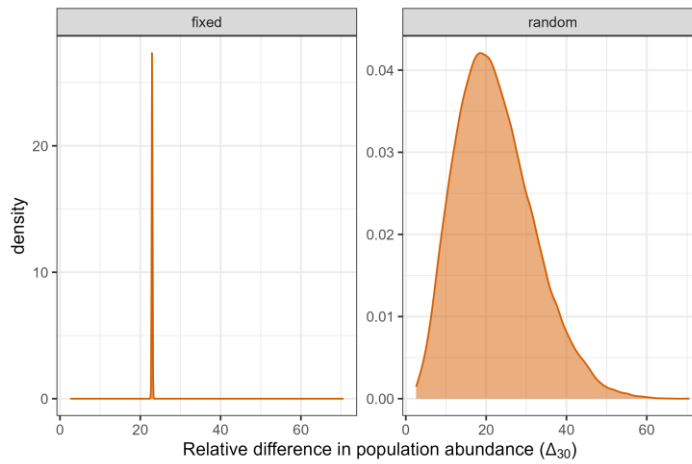 fixed
random
density
20
10
0
0.04
0.03
0.02
0.01
0.00
0 20 40 60
0 20 40 60
Relative difference in population abundance (Δ₃₀)